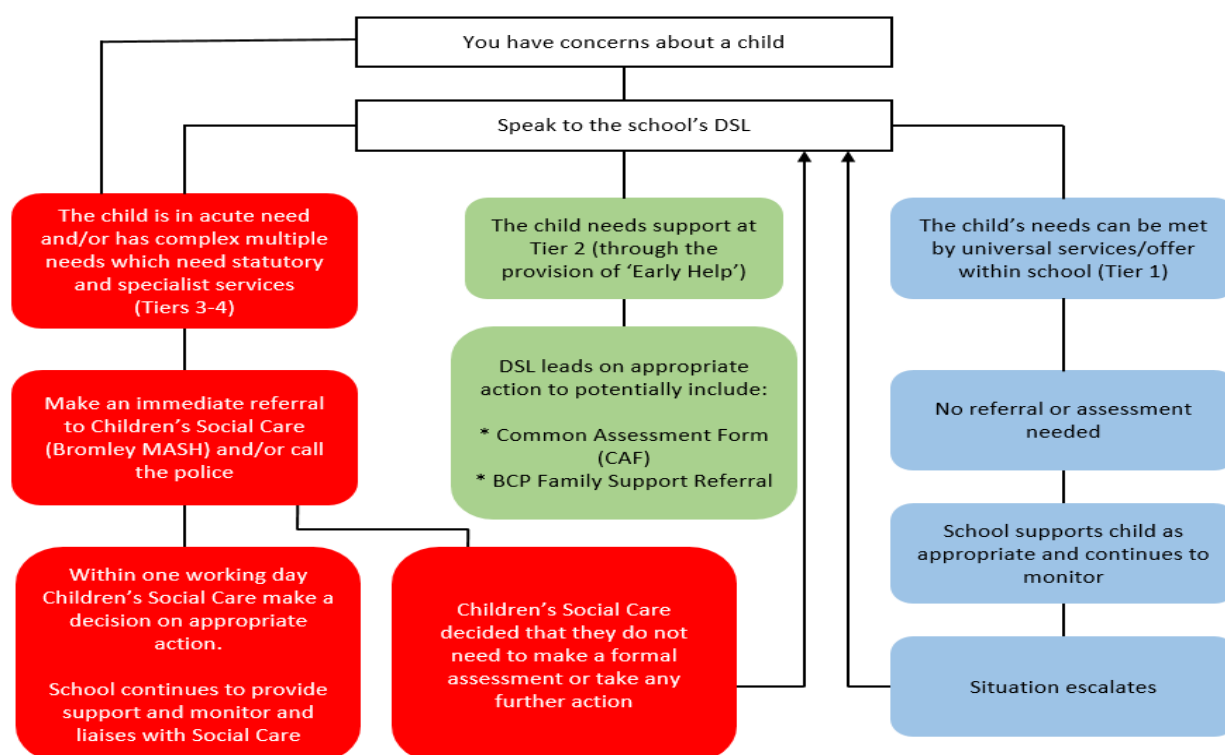 You have concerns about a child
Speak to the school's DSL
The child is in acute need
and/or has complex multiple
needs which need statutory
and specialist services
(Tiers 3-4)
Make an immediate referral
to Children's Social Care
(Bromley MASH) and/or call
the police
Within one working day
Children's Social Care make a
decision on appropriate
action.
School continues to provide
support and monitor and
liaises with Social Care
Children's Social Care
decided that they do not
need to make a formal
assessment or take any
further action
The child needs support at
Tier 2 (through the
provision of 'Early Help')
DSL leads on appropriate
action to potentially include:
* Common Assessment Form
(CAF)
* BCP Family Support Referral
The child's needs can be met
by universal services/offer
within school (Tier 1)
No referral or assessment
needed
School supports child as
appropriate and continues to
monitor
Situation escalates